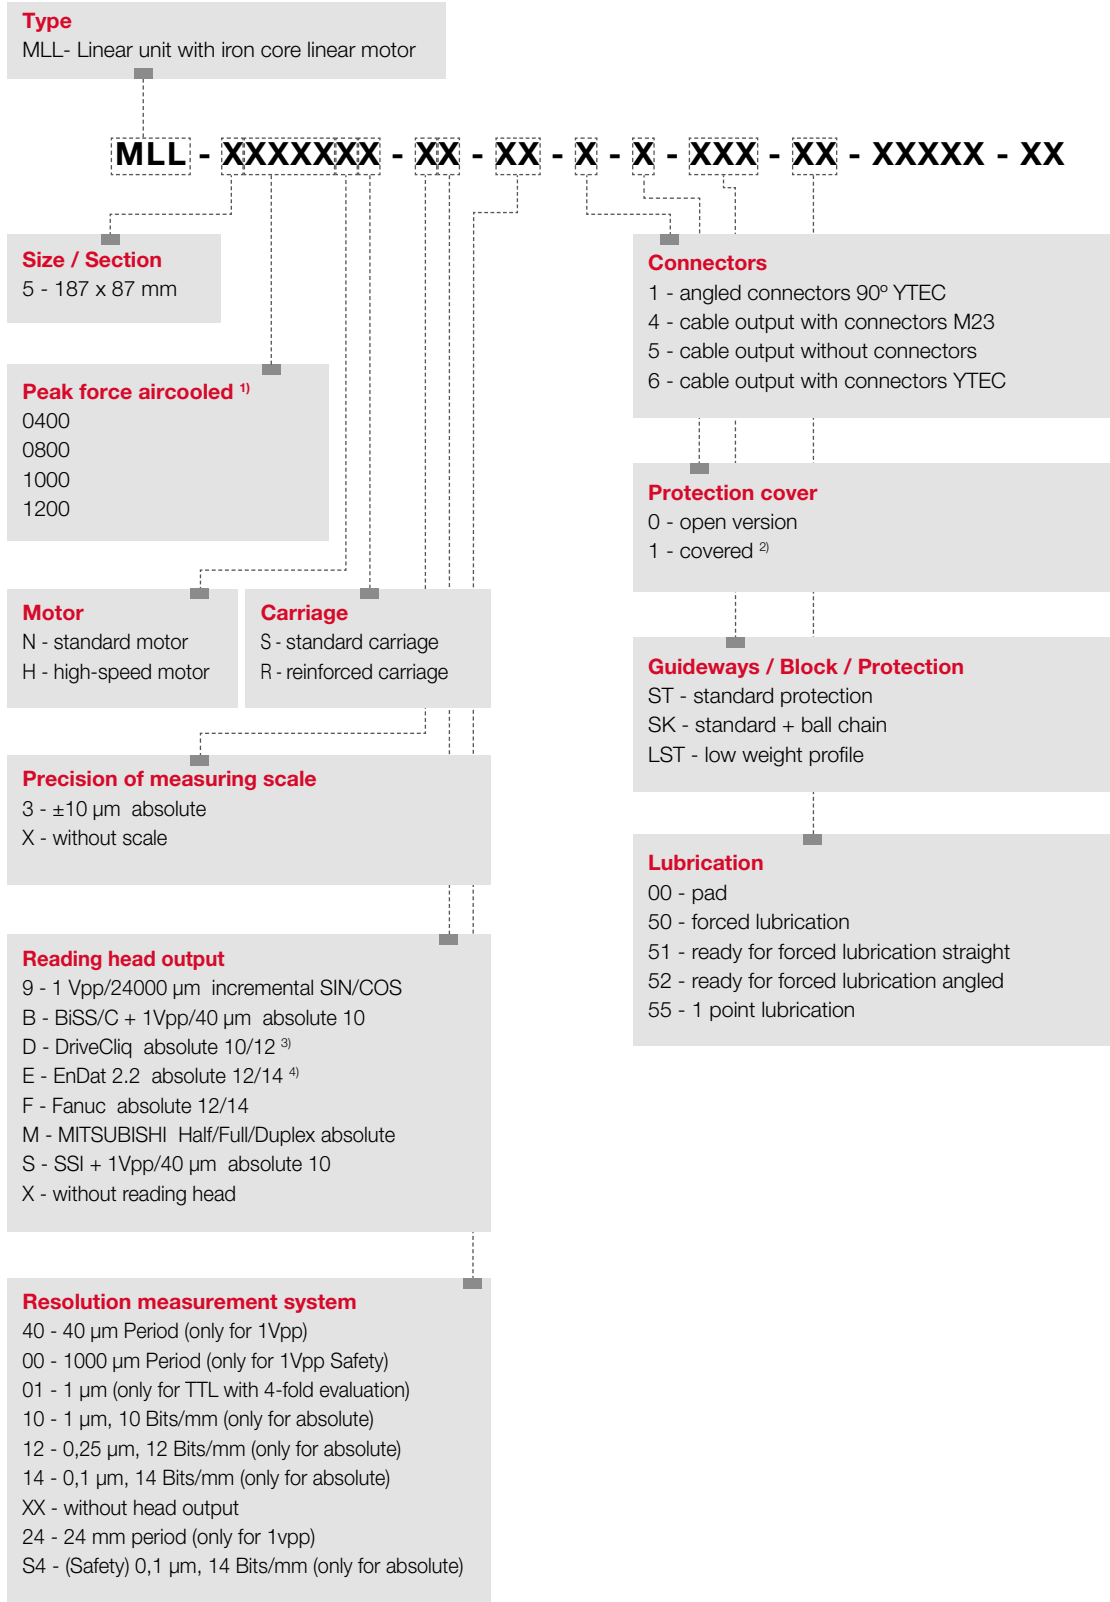 Type
MLL- Linear unit with iron core linear motor
MLL - XXXXXXX - XX - XX - X - X - XXX - XX - XXXXX - XX
Size / Section
5 - 187 x 87 mm
Peak force aircooled 1)
0400
0800
1000
1200
Motor
N - standard motor
H - high-speed motor
Carriage
S - standard carriage
R - reinforced carriage
Precision of measuring scale
3 - ±10 µm absolute
X - without scale
Reading head output
9 - 1 Vpp/24000 µm incremental SIN/COS
B - BiSS/C + 1Vpp/40 µm absolute 10
D - DriveCliq absolute 10/12 3)
E - EnDat 2.2 absolute 12/14 4)
F - Fanuc absolute 12/14
M - MITSUBISHI Half/Full/Duplex absolute
S - SSI + 1Vpp/40 µm absolute 10
X - without reading head
Resolution measurement system
40 - 40 µm Period (only for 1Vpp)
00 - 1000 µm Period (only for 1Vpp Safety)
01 - 1 µm (only for TTL with 4-fold evaluation)
10 - 1 µm, 10 Bits/mm (only for absolute)
12 - 0,25 µm, 12 Bits/mm (only for absolute)
14 - 0,1 µm, 14 Bits/mm (only for absolute)
XX - without head output
24 - 24 mm period (only for 1vpp)
S4 - (Safety) 0,1 µm, 14 Bits/mm (only for absolute)
Connectors
1 - angled connectors 90º YTEC
4 - cable output with connectors M23
5 - cable output without connectors
6 - cable output with connectors YTEC
Protection cover
0 - open version
1 - covered 2)
Guideways / Block / Protection
ST - standard protection
SK - standard + ball chain
LST - low weight profile
Lubrication
00 - pad
50 - forced lubrication
51 - ready for forced lubrication straight
52 - ready for forced lubrication angled
55 - 1 point lubrication